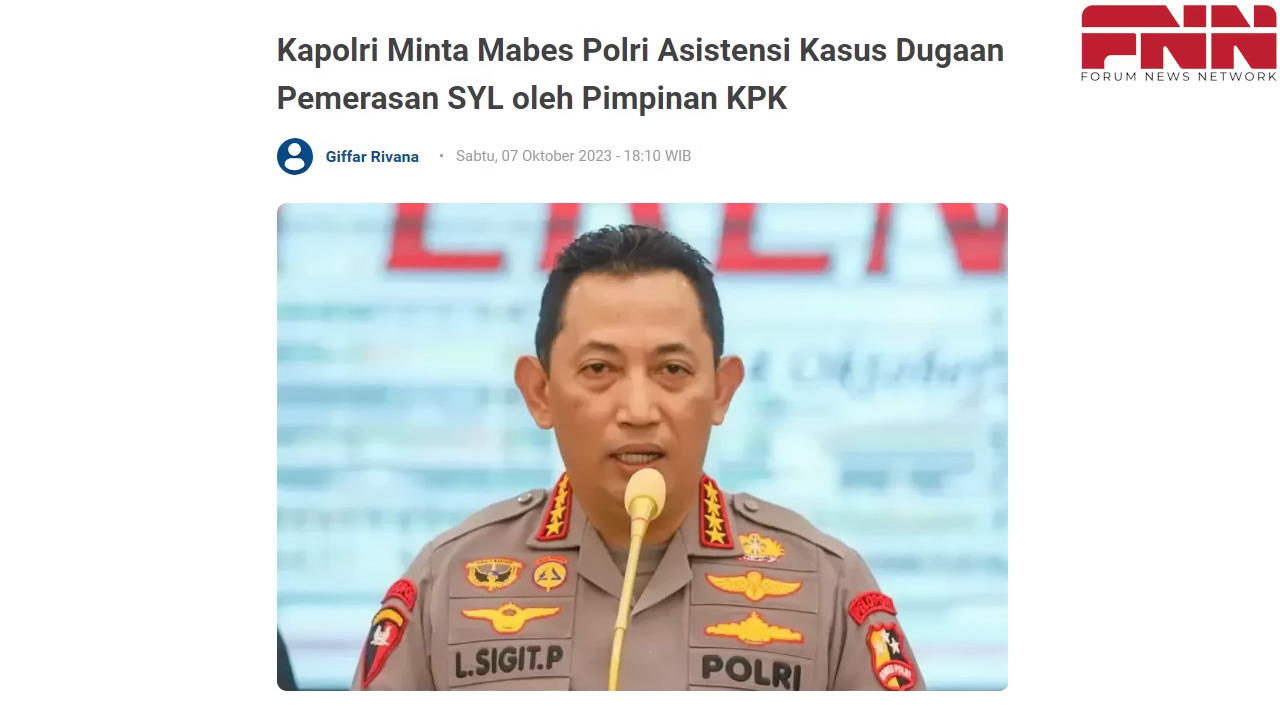 FNN
FORUM NEWS NETWORK
Kapolri Minta Mabes Polri Asistensi Kasus Dugaan
Pemerasan SYL oleh Pimpinan KPK
Giffar Rivana • Sabtu, 07 Oktober 2023 - 18:10 WIB
L.SIGIT.P
POLRI